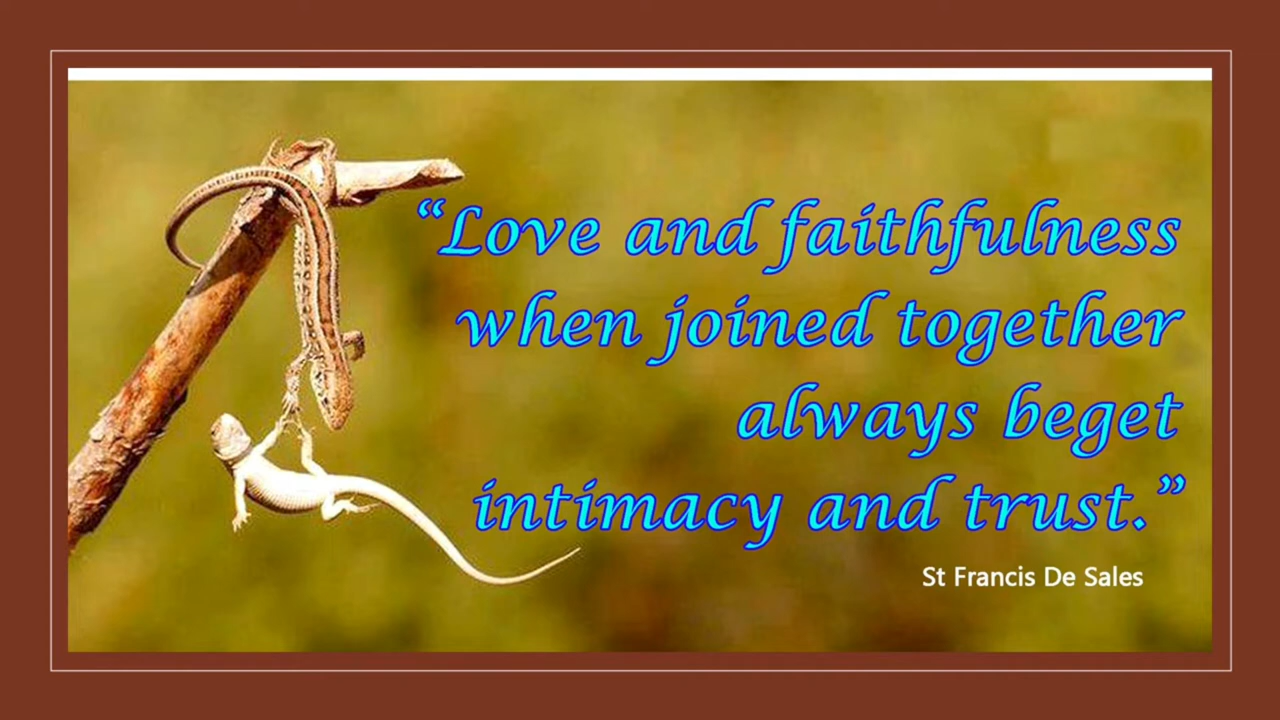 “Love and faithfulness
when joined together
always beget
intimacy and trust.”
St Francis De Sales